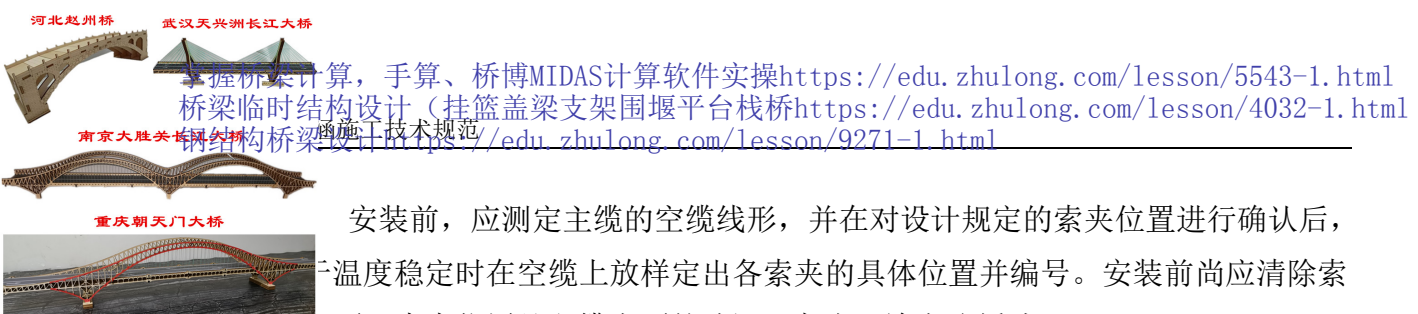 河北赵州桥
武汉天兴洲长江大桥
掌握桥梁计算，手算、桥博MIDAS计算软件实操https://edu.zhulong.com/lesson/5543-1.html
桥梁临时结构设计（挂篮盖梁支架围堰平台栈桥https://edu.zhulong.com/lesson/4032-1.html
钢结构桥梁设计https://edu.zhulong.com/lesson/9271-1.html
涵施工技术规范
南京大胜关长江大桥
安装前，应测定主缆的空缆线形，并在对设计规定的索夹位置进行确认后，
重庆朝天门大桥
温度稳定时在空缆上放样定出各索夹的具体位置并编号。安装前尚应清除索